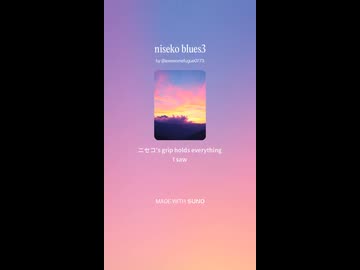 niseko blues3
ニセコ's grip holds everything
I saw
MADE WITH SUNO